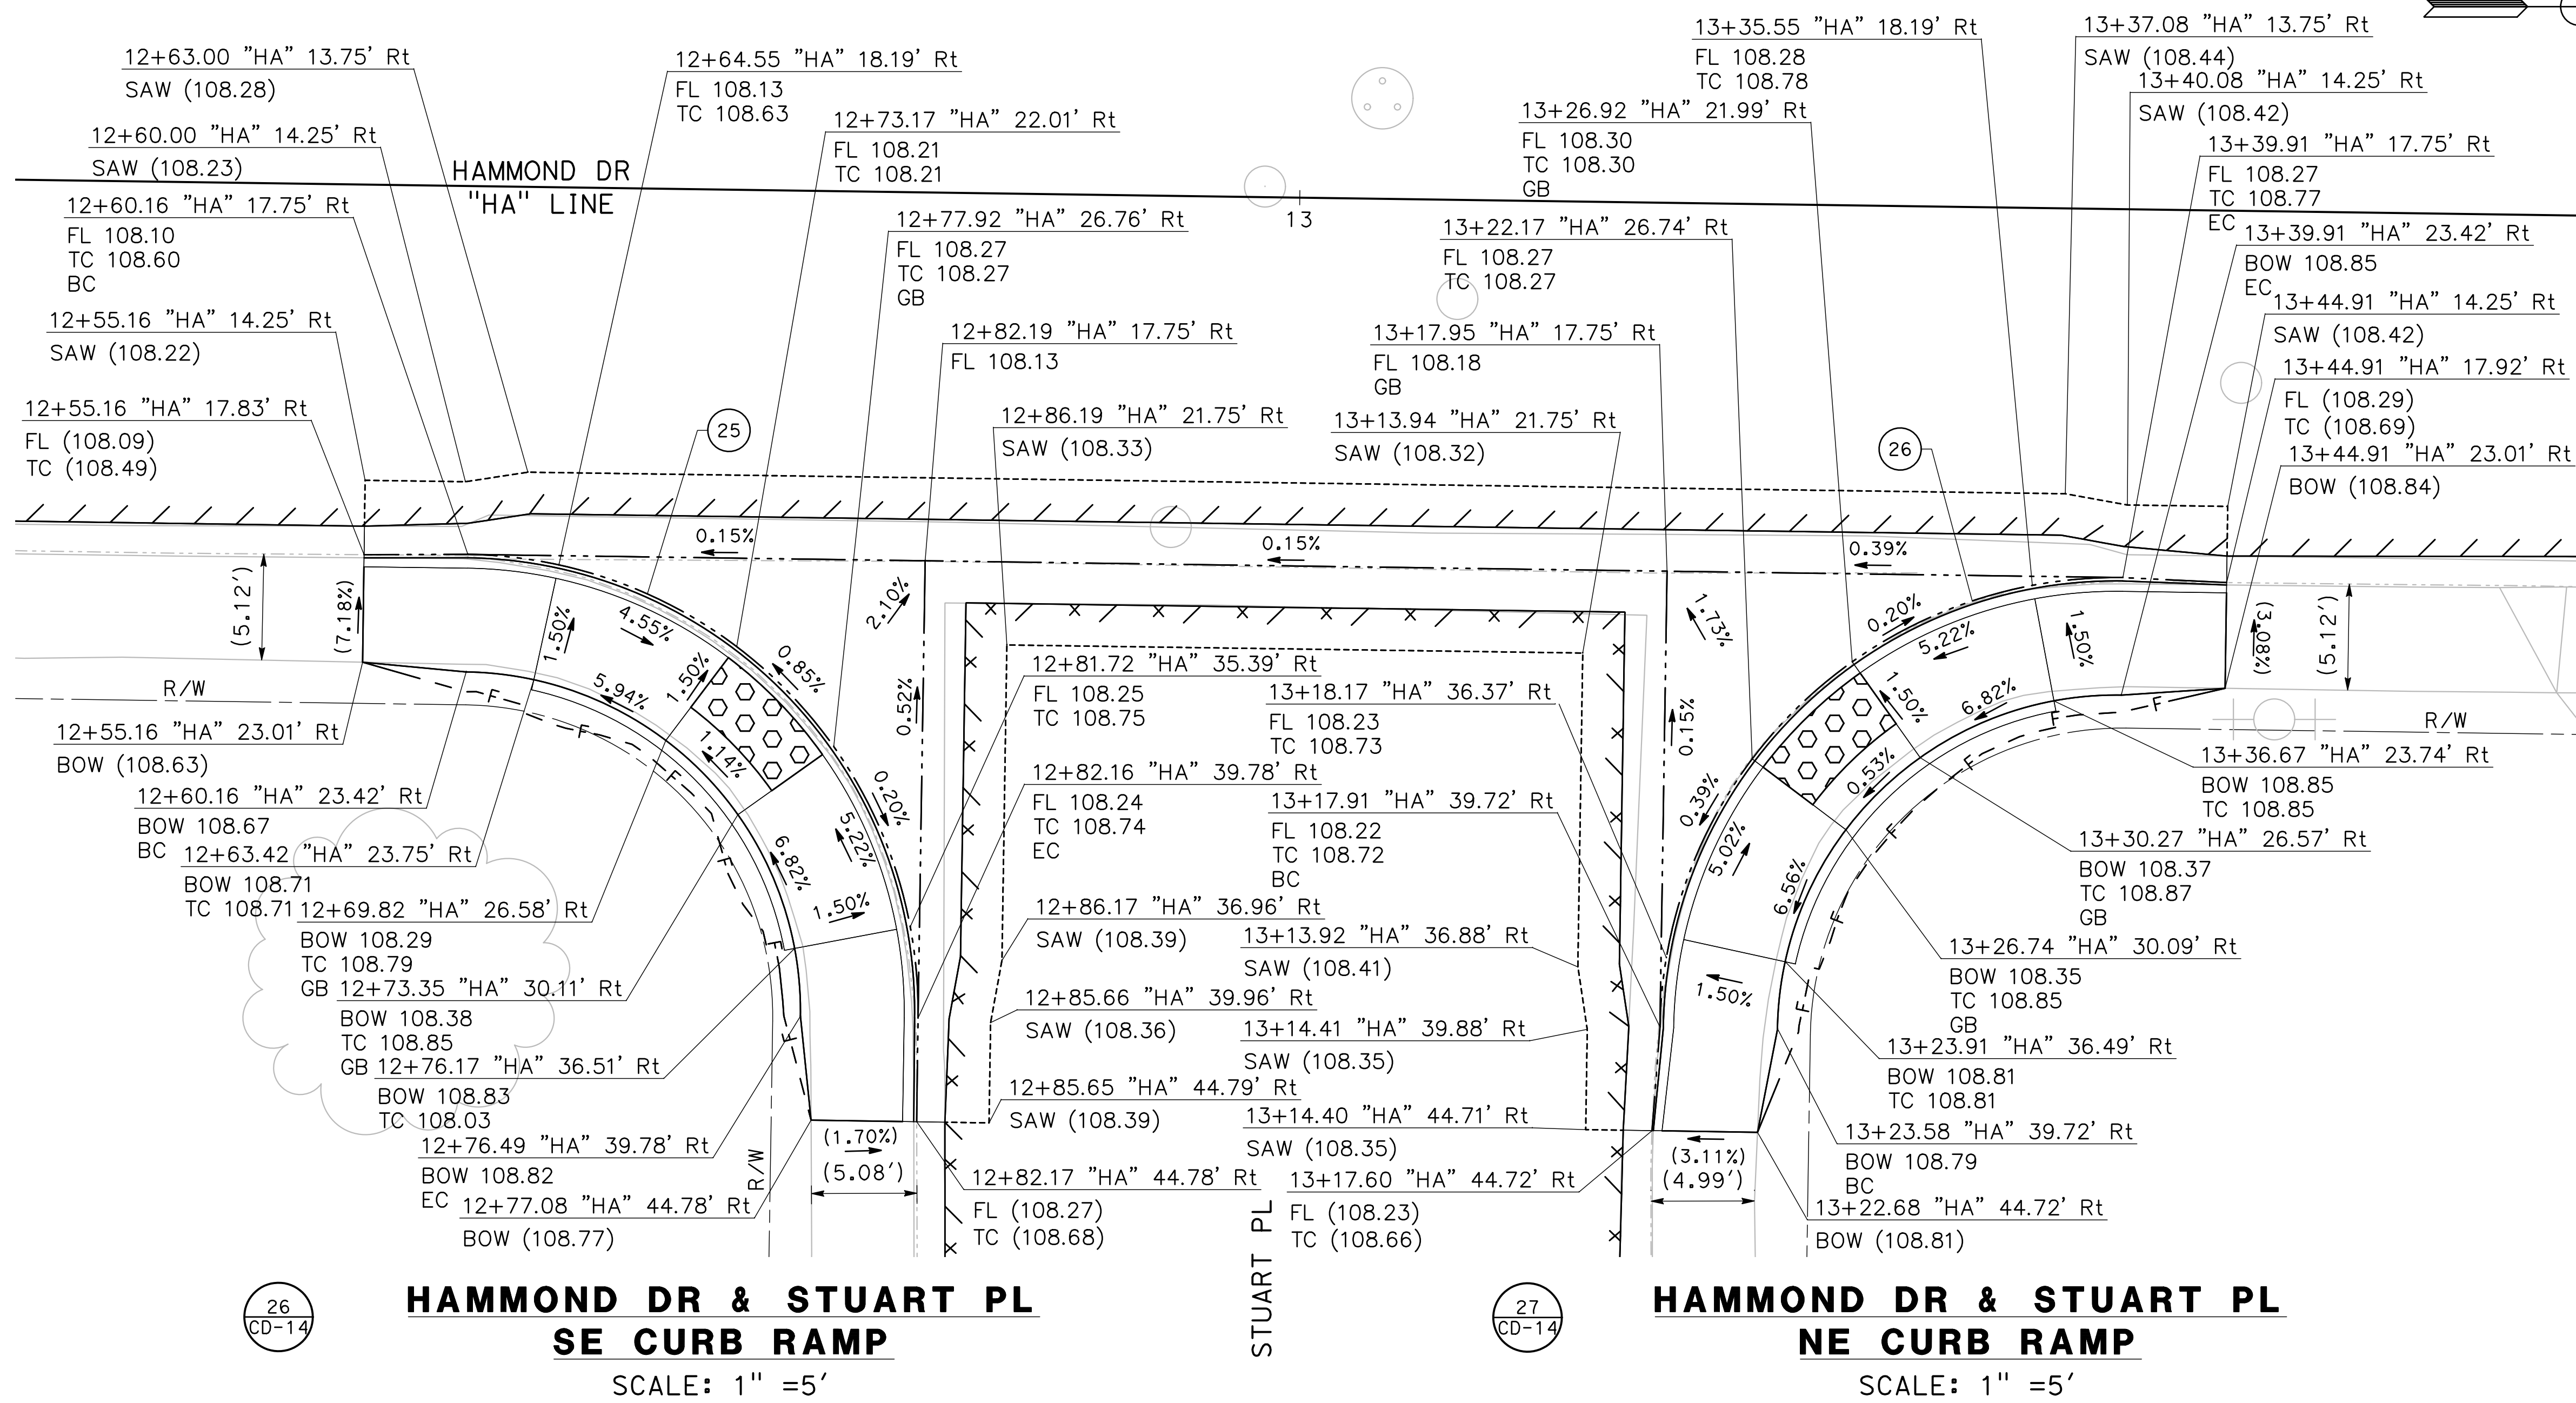 12+63.00 "HA" 13.75' Rt
SAW (108.28)
12+60.00 "HA" 14.25' Rt
SAW (108.23)
12+60.16 "HA" 17.75' Rt
FL 108.10
TC 108.60
BC
12+55.16 "HA" 14.25' Rt
SAW (108.22)
12+55.16 "HA" 17.83' Rt
FL (108.09)
TC (108.49)
HAMMOND DR
"HA" LINE
12+64.55 "HA" 18.19' Rt
FL 108.13
TC 108.63
12+73.17 "HA" 22.01' Rt
FL 108.21
TC 108.21
12+77.92 "HA" 26.76' Rt
FL 108.27
TC 108.27
GB
12+82.19 "HA" 17.75' Rt
FL 108.13
12+86.19 "HA" 21.75' Rt
SAW (108.33)
13
13+35.55 "HA" 18.19' Rt
FL 108.28
TC 108.78
13+26.92 "HA" 21.99' Rt
FL 108.30
TC 108.30
GB
13+22.17 "HA" 26.74' Rt
FL 108.27
TC 108.27
13+17.95 "HA" 17.75' Rt
FL 108.18
GB
13+13.94 "HA" 21.75' Rt
SAW (108.32)
13+37.08 "HA" 13.75' Rt
SAW (108.44)
13+40.08 "HA" 14.25' Rt
SAW (108.42)
13+39.91 "HA" 17.75' Rt
FL 108.27
TC 108.77
EC
13+39.91 "HA" 23.42' Rt
BOW 108.85
EC
13+44.91 "HA" 14.25' Rt
SAW (108.42)
13+44.91 "HA" 17.92' Rt
FL (108.29)
TC (108.69)
13+44.91 "HA" 23.01' Rt
BOW (108.84)
25
26
0.15%
0.15%
0.39%
(5.12')
(7.18%)
1.50%
4.55%
5.94%
1.50%
1.14%
0.85%
2.10%
0.52%
0.20%
5.22%
6.82%
1.50%
R/W
F
F
F
F
F
F
R/W
1.73%
0.15%
0.39%
0.20%
5.22%
1.50%
1.50%
6.82%
0.53%
5.02%
6.56%
1.50%
(3.08%)
(5.12')
R/W
F
F
F
F
F
F
12+55.16 "HA" 23.01' Rt
BOW (108.63)
12+60.16 "HA" 23.42' Rt
BOW 108.67
BC
12+63.42 "HA" 23.75' Rt
BOW 108.71
TC 108.71
12+69.82 "HA" 26.58' Rt
BOW 108.29
TC 108.79
GB
12+73.35 "HA" 30.11' Rt
BOW 108.38
TC 108.85
GB
12+76.17 "HA" 36.51' Rt
BOW 108.83
TC 108.03
12+76.49 "HA" 39.78' Rt
BOW 108.82
EC
12+77.08 "HA" 44.78' Rt
BOW (108.77)
(1.70%)
(5.08')
12+81.72 "HA" 35.39' Rt
FL 108.25
TC 108.75
12+82.16 "HA" 39.78' Rt
FL 108.24
TC 108.74
EC
12+86.17 "HA" 36.96' Rt
SAW (108.39)
12+85.66 "HA" 39.96' Rt
SAW (108.36)
12+85.65 "HA" 44.79' Rt
SAW (108.39)
12+82.17 "HA" 44.78' Rt
FL (108.27)
TC (108.68)
13+18.17 "HA" 36.37' Rt
FL 108.23
TC 108.73
13+17.91 "HA" 39.72' Rt
FL 108.22
TC 108.72
BC
13+13.92 "HA" 36.88' Rt
SAW (108.41)
13+14.41 "HA" 39.88' Rt
SAW (108.35)
13+14.40 "HA" 44.71' Rt
SAW (108.35)
13+17.60 "HA" 44.72' Rt
FL (108.23)
TC (108.66)
(3.11%)
(4.99')
13+36.67 "HA" 23.74' Rt
BOW 108.85
TC 108.85
13+30.27 "HA" 26.57' Rt
BOW 108.37
TC 108.87
GB
13+26.74 "HA" 30.09' Rt
BOW 108.35
TC 108.85
GB
13+23.91 "HA" 36.49' Rt
BOW 108.81
TC 108.81
13+23.58 "HA" 39.72' Rt
BOW 108.79
BC
13+22.68 "HA" 44.72' Rt
BOW (108.81)
STUART PL
26
CD-14
HAMMOND DR & STUART PL
SE CURB RAMP
SCALE: 1" =5'
27
CD-14
HAMMOND DR & STUART PL
NE CURB RAMP
SCALE: 1" =5'